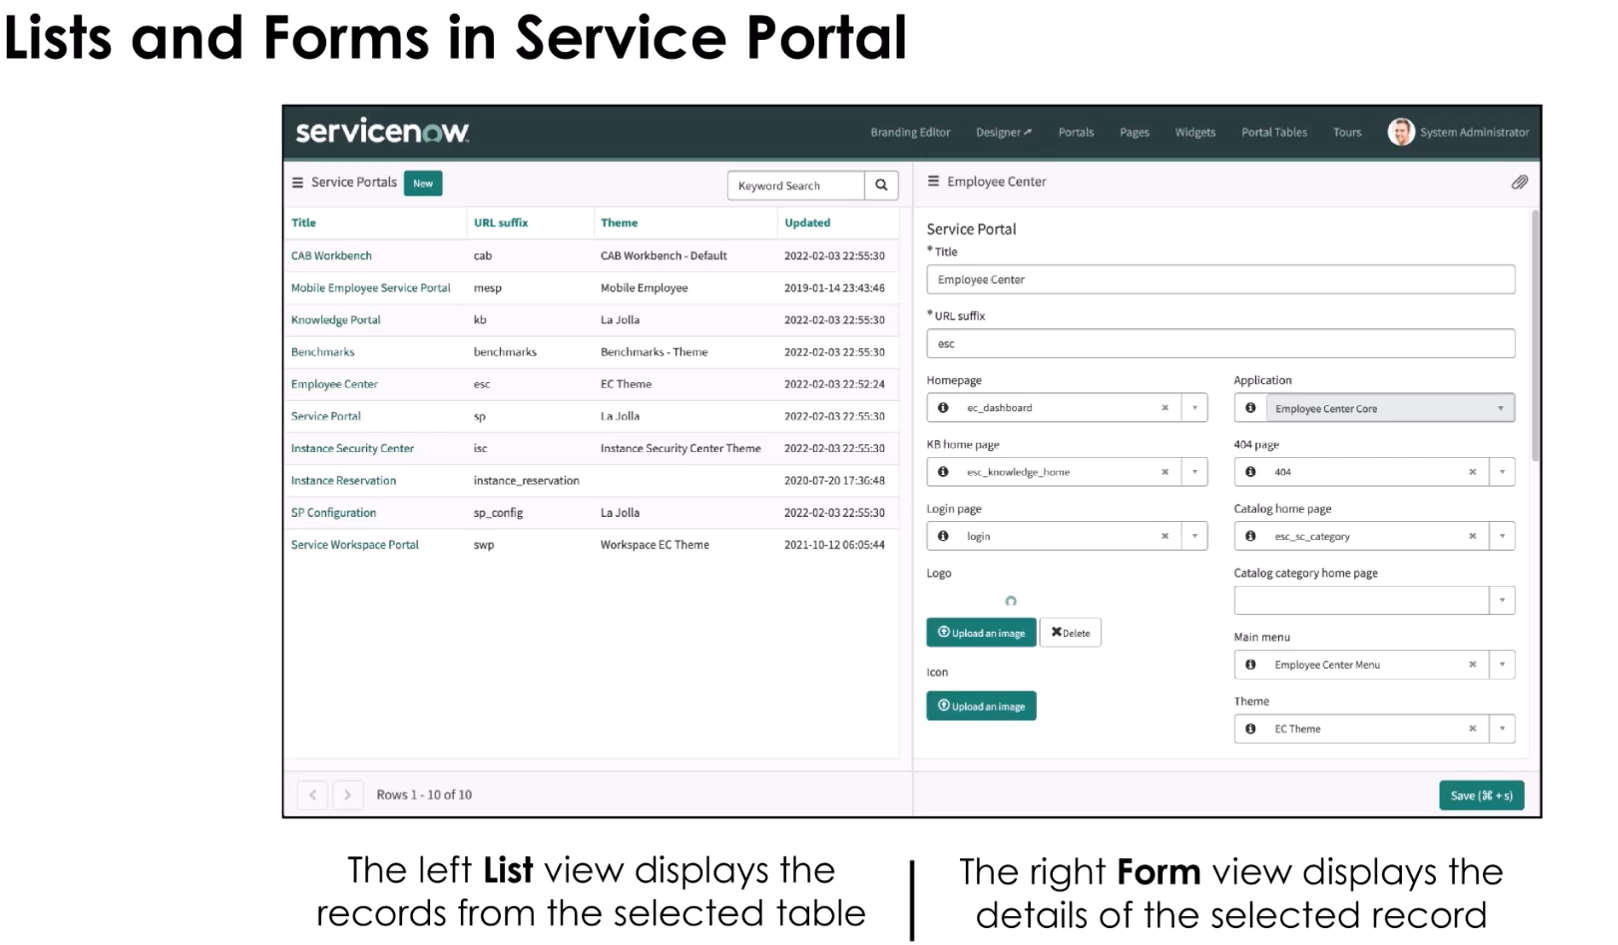 Lists and Forms in Service Portal
servicenow
Branding Editor Designer Portals Pages Widgets Portal Tables Tours System Administrator
Service Portals New Keyword Search
Title URL suffix Theme Updated
CAB Workbench cab CAB Workbench - Default 2022-02-03 22:55:30
Mobile Employee Service Portal mesp Mobile Employee 2019-01-14 23:43:46
Knowledge Portal kb La Jolla 2022-02-03 22:55:30
Benchmarks benchmarks Benchmarks - Theme 2022-02-03 22:55:30
Employee Center esc EC Theme 2022-02-03 22:52:24
Service Portal sp La Jolla 2022-02-03 22:55:30
Instance Security Center isc Instance Security Center Theme 2022-02-03 22:55:30
Instance Reservation instance_reservation 2020-07-20 17:36:48
SP Configuration sp_config La Jolla 2022-02-03 22:55:30
Service Workspace Portal swp Workspace EC Theme 2021-10-12 06:05:44
Rows 1 - 10 of 10
Employee Center
Service Portal
* Title
Employee Center
* URL suffix
esc
Homepage
ec_dashboard
KB home page
esc_knowledge_home
Login page
login
Logo
Upload an image Delete
Icon
Upload an image
Application
Employee Center Core
404 page
404
Catalog home page
esc_sc_category
Catalog category home page
Main menu
Employee Center Menu
Theme
EC Theme
Save (⌘ + s)
The left List view displays the
records from the selected table
The right Form view displays the
details of the selected record